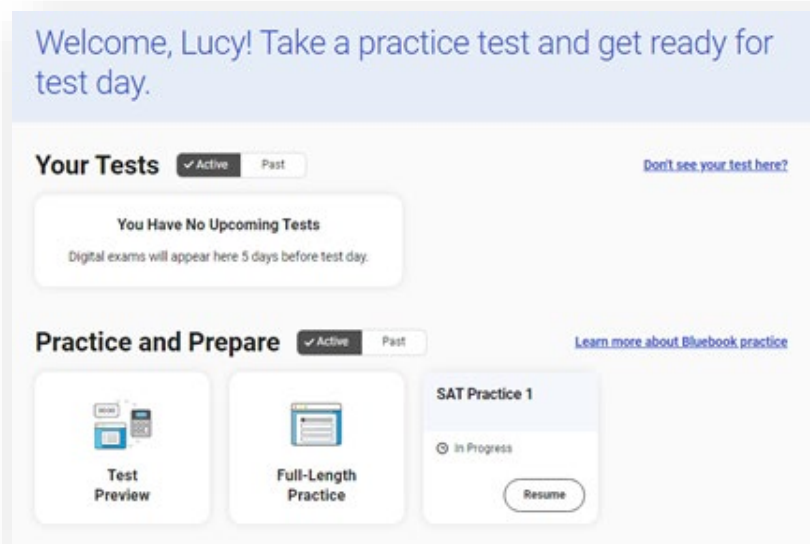 Welcome, Lucy! Take a practice test and get ready for
test day.
Your Tests
Active
Past
Don't see your test here?
You Have No Upcoming Tests
Digital exams will appear here 5 days before test day.
Practice and Prepare
Active
Past
Learn more about Bluebook practice
Test
Preview
Full-Length
Practice
SAT Practice 1
In Progress
Resume